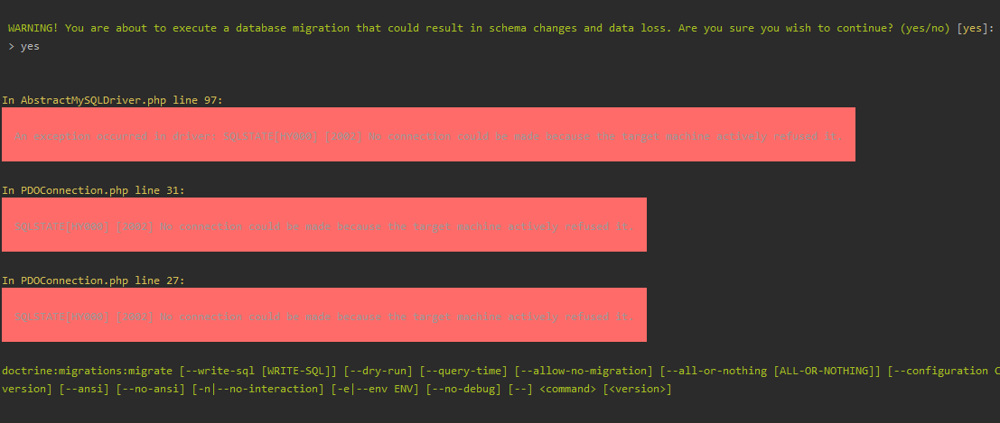 WARNING! You are about to execute a database migration that could result in schema changes and data loss. Are you sure you wish to continue? (yes/no) [yes]:
> yes
In AbstractMySQLDriver.php line 97:
An exception occurred in driver: SQLSTATE[HY000] [2002] No connection could be made because the target machine actively refused it.
In PDOConnection.php line 31:
SQLSTATE[HY000] [2002] No connection could be made because the target machine actively refused it.
In PDOConnection.php line 27:
SQLSTATE[HY000] [2002] No connection could be made because the target machine actively refused it.
doctrine:migrations:migrate [--write-sql [WRITE-SQL]] [--dry-run] [--query-time] [--allow-no-migration] [--all-or-nothing [ALL-OR-NOTHING]] [--configuration C
version] [--ansi] [--no-ansi] [-n|--no-interaction] [-e|--env ENV] [--no-debug] [--] <command> [<version>]